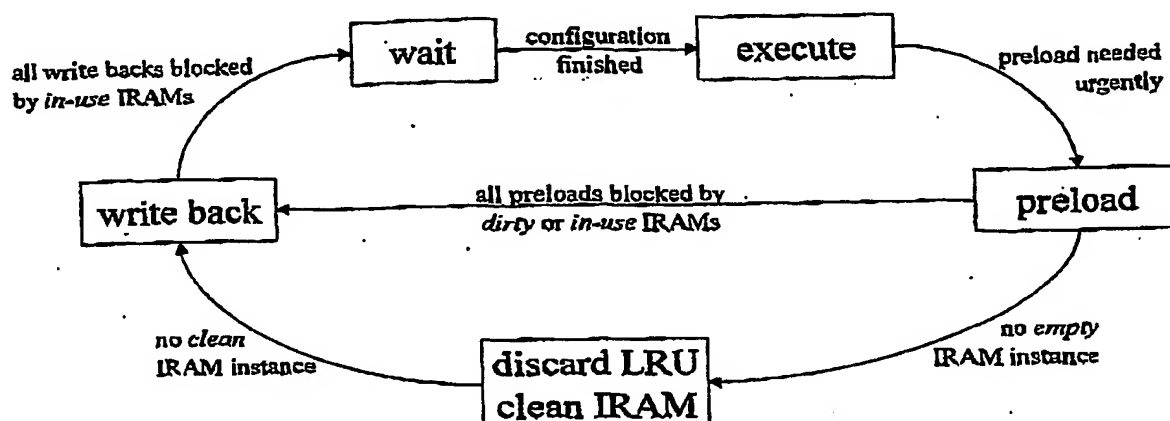 wait
configuration
finished
execute
all write backs blocked
by in-use IRAMs
preload needed
urgently
write back
all preloads blocked by
dirty or in-use IRAMs
preload
no clean
IRAM instance
discard LRU
clean IRAM
no empty
IRAM instance